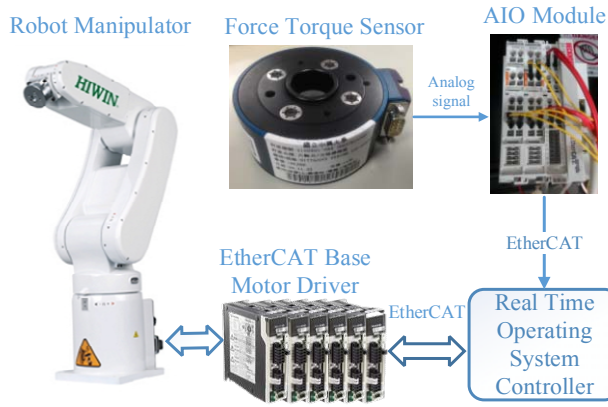 Robot Manipulator
Force Torque Sensor
AIO Module
HIWIN
Analog
signal
EtherCAT
EtherCAT Base
Motor Driver
EtherCAT
Real Time
Operating
System
Controller